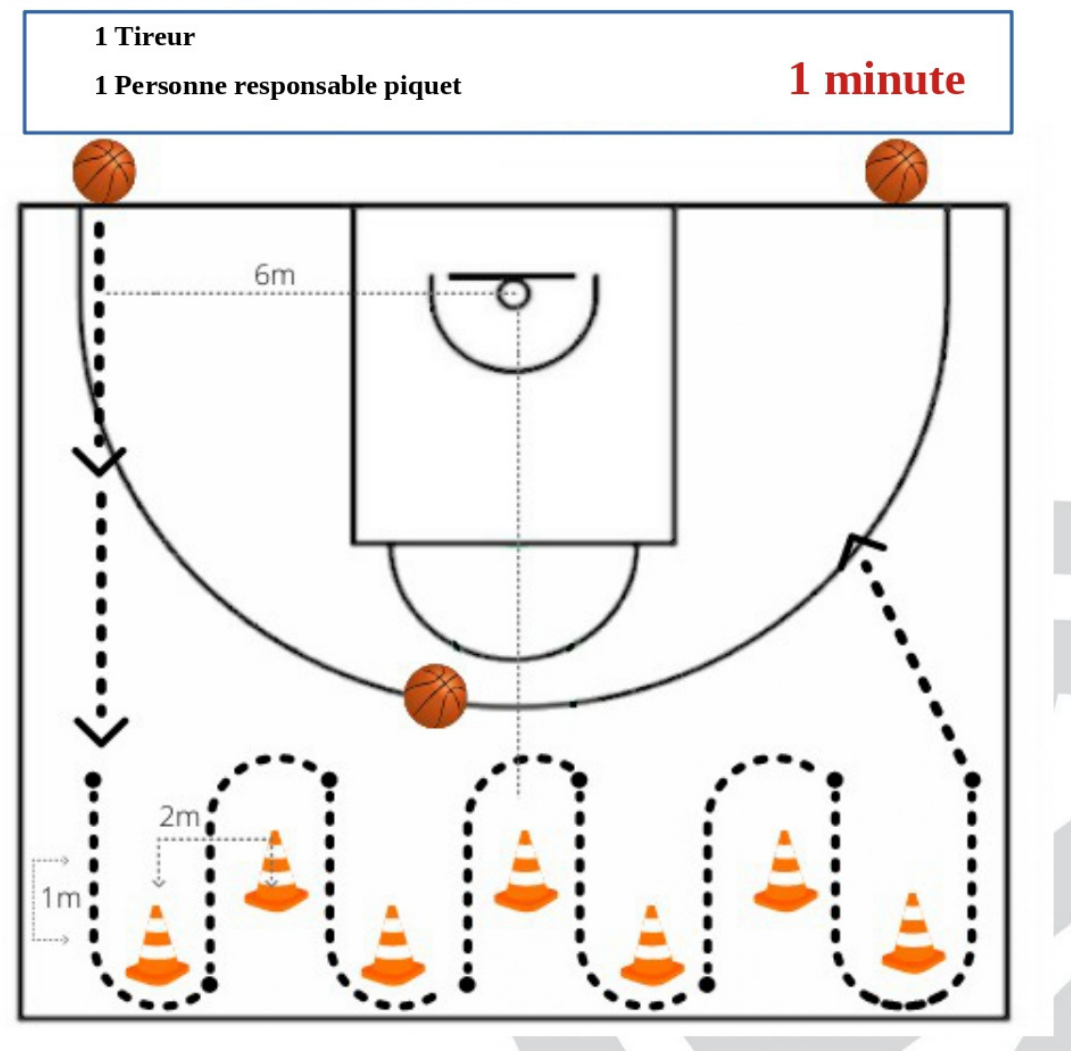 1 Tireur
1 Personne responsable piquet
1 minute
6m
2m
1m